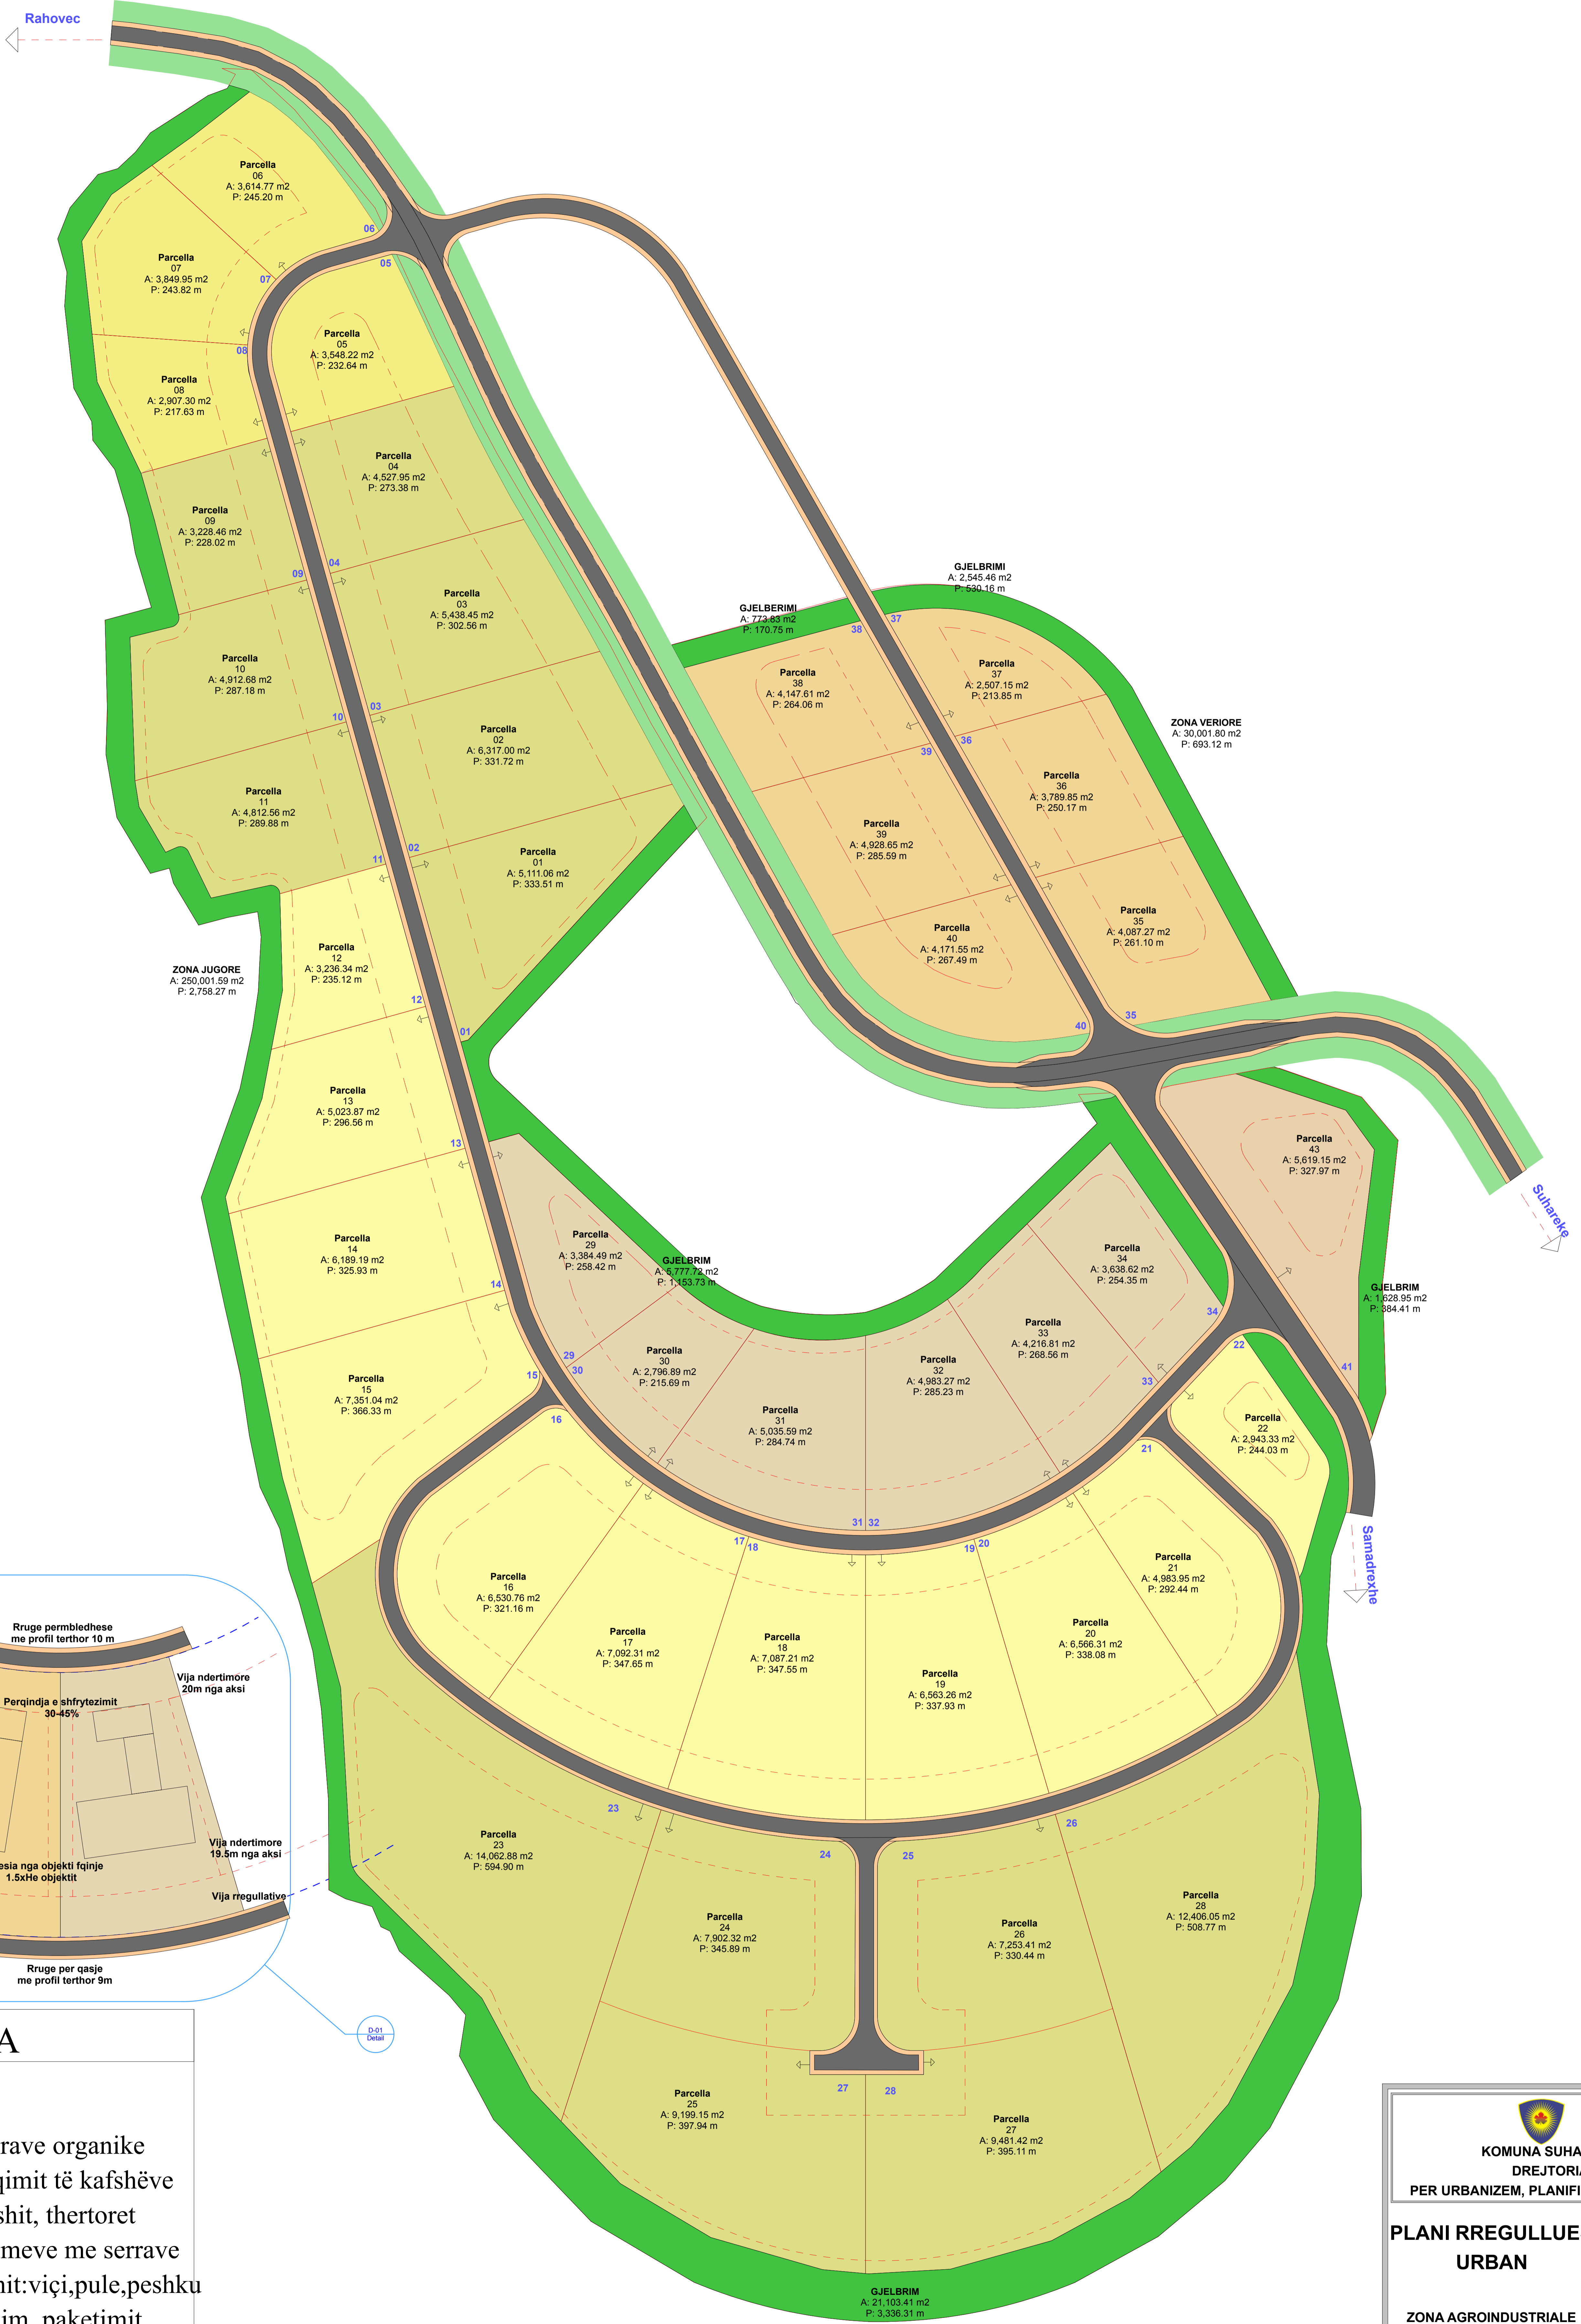 Rahovec
Parcella
06
A: 3,614.77 m2
P: 245.20 m
06
05
Parcella
07
A: 3,849.95 m2
P: 243.82 m
07
08
Parcella
05
A: 3,548.22 m2
P: 232.64 m
Parcella
08
A: 2,907.30 m2
P: 217.63 m
Parcella
04
A: 4,527.95 m2
P: 273.38 m
Parcella
09
A: 3,228.46 m2
P: 228.02 m
09
04
Parcella
03
A: 5,438.45 m2
P: 302.56 m
GJELBRIMI
A: 2,545.46 m2
P: 530.16 m
GJELBERIMI
A: 773.83 m2
P: 170.75 m
38
37
Parcella
10
A: 4,912.68 m2
P: 287.18 m
10
03
Parcella
38
A: 4,147.61 m2
P: 264.06 m
Parcella
37
A: 2,507.15 m2
P: 213.85 m
Parcella
02
A: 6,317.00 m2
P: 331.72 m
39
36
ZONA VERIORE
A: 30,001.80 m2
P: 693.12 m
Parcella
11
A: 4,812.56 m2
P: 289.88 m
Parcella
36
A: 3,789.85 m2
P: 250.17 m
11
02
Parcella
01
A: 5,111.06 m2
P: 333.51 m
Parcella
39
A: 4,928.65 m2
P: 285.59 m
Parcella
35
A: 4,087.27 m2
P: 261.10 m
Parcella
40
A: 4,171.55 m2
P: 267.49 m
Parcella
12
A: 3,236.34 m2
P: 235.12 m
ZONA JUGORE
A: 250,001.59 m2
P: 2,758.27 m
12
01
40
35
Parcella
13
A: 5,023.87 m2
P: 296.56 m
13
Parcella
43
A: 5,619.15 m2
P: 327.97 m
Suhareke
Parcella
14
A: 6,189.19 m2
P: 325.93 m
14
Parcella
29
A: 3,384.49 m2
P: 258.42 m
GJELBRIM
A: 5,777.72 m2
P: 1,153.73 m
Parcella
34
A: 3,638.62 m2
P: 254.35 m
34
GJELBRIM
A: 1,628.95 m2
P: 384.41 m
Parcella
33
A: 4,216.81 m2
P: 268.56 m
22
41
Parcella
15
A: 7,351.04 m2
P: 366.33 m
15
16
29
30
Parcella
30
A: 2,796.89 m2
P: 215.69 m
Parcella
32
A: 4,983.27 m2
P: 285.23 m
33
Parcella
31
A: 5,035.59 m2
P: 284.74 m
21
Parcella
22
A: 2,943.33 m2
P: 244.03 m
17
18
31
32
19
20
Samadrexhe
Parcella
16
A: 6,530.76 m2
P: 321.16 m
Parcella
21
A: 4,983.95 m2
P: 292.44 m
Parcella
17
A: 7,092.31 m2
P: 347.65 m
Parcella
18
A: 7,087.21 m2
P: 347.55 m
Parcella
20
A: 6,566.31 m2
P: 338.08 m
Parcella
19
A: 6,563.26 m2
P: 337.93 m
Rruge permbledhese
me profil terthor 10 m
Vija ndertimore
20m nga aksi
Perqindja e shfrytezimit
30-45%
Vija ndertimore
19.5m nga aksi
esia nga objekti fqinje
1.5xHe objektit
Vija rregullative
Rruge per qasje
me profil terthor 9m
D-01
Detail
23
24
25
26
Parcella
23
A: 14,062.88 m2
P: 594.90 m
Parcella
24
A: 7,902.32 m2
P: 345.89 m
Parcella
26
A: 7,253.41 m2
P: 330.44 m
Parcella
28
A: 12,406.05 m2
P: 508.77 m
27
28
Parcella
25
A: 9,199.15 m2
P: 397.94 m
Parcella
27
A: 9,481.42 m2
P: 395.11 m
GJELBRIM
A: 21,103.41 m2
P: 3,336.31 m
A
rave organike
qimit të kafshëve
shit, thertoret
meve me serrave
nit:viçi,pule,peshku
im, paketimit
KOMUNA SUHA
DREJTORIA
PER URBANIZEM, PLANIFI
PLANI RREGULLUE
URBAN
ZONA AGROINDUSTRIALE